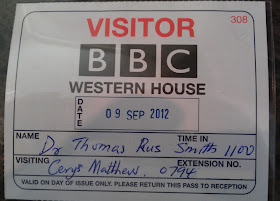 308
VISITOR
BBC
WESTERN HOUSE
DATE 09 SEP 2012
NAME TIME IN
Dr Thomas Rus Smith 1100
VISITING EXTENSION NO.
Cerys Matthew. 0794
VALID ON DAY OF ISSUE ONLY. PLEASE RETURN THIS PASS TO RECEPTION